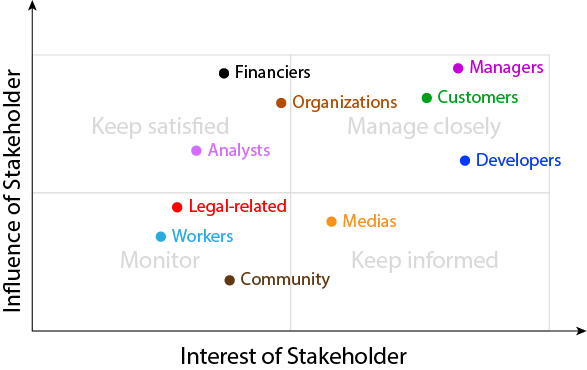 Influence of Stakeholder
Managers
Financiers
Customers
Organizations
Keep satisfied
Manage closely
Analysts
Developers
Legal-related
Medias
Workers
Monitor
Keep informed
Community
Interest of Stakeholder